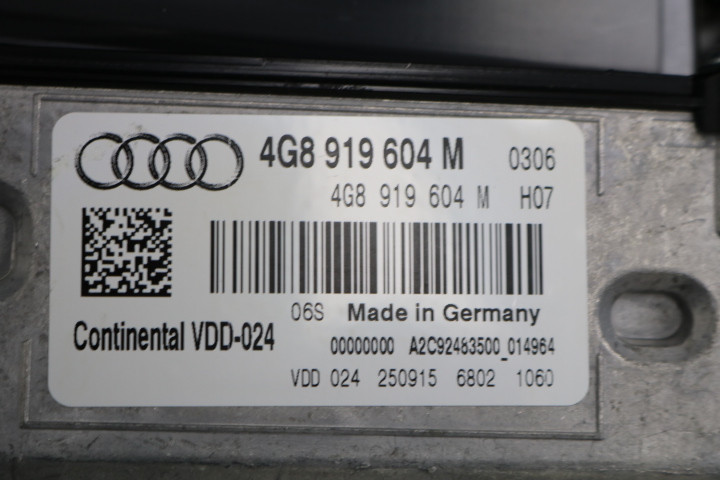 4G8 919 604 M 0306
4G8 919 604 M H07
06S Made in Germany
Continental VDD-024
00000000 A2C92483500_014964
VDD 024 250915 6802 1060